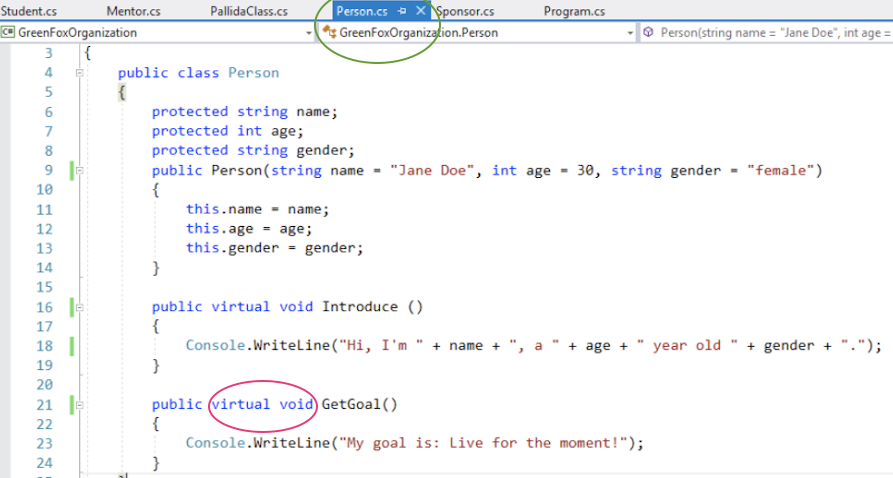 Student.cs Mentor.cs PallidaClass.cs Person.cs Sponsor.cs Program.cs
C# GreenFoxOrganization GreenFoxOrganization.Person Person(string name = "Jane Doe", int age =
3 {
4 public class Person
5 {
6 protected string name;
7 protected int age;
8 protected string gender;
9 public Person(string name = "Jane Doe", int age = 30, string gender = "female")
10 {
11 this.name = name;
12 this.age = age;
13 this.gender = gender;
14 }
15
16 public virtual void Introduce ()
17 {
18 Console.WriteLine("Hi, I'm " + name + ", a " + age + " year old " + gender + ".");
19 }
20
21 public virtual void GetGoal()
22 {
23 Console.WriteLine("My goal is: Live for the moment!");
24 }